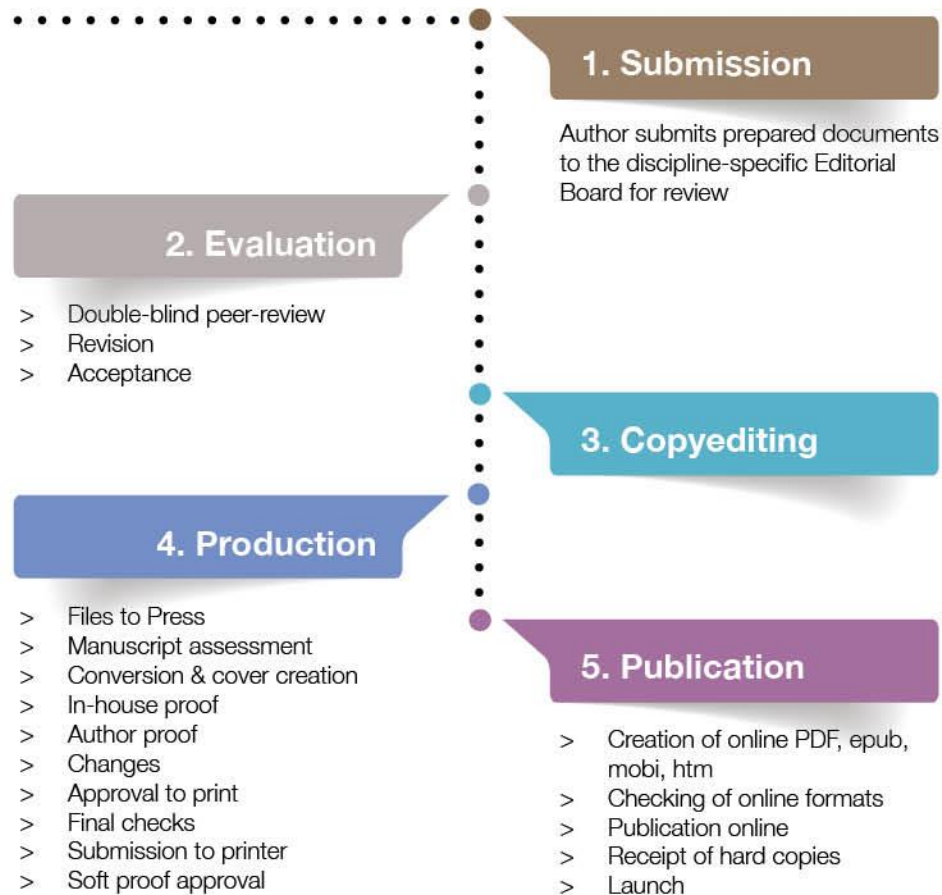 1. Submission
Author submits prepared documents
to the discipline-specific Editorial
Board for review
2. Evaluation
> Double-blind peer-review
> Revision
> Acceptance
3. Copyediting
4. Production
> Files to Press
> Manuscript assessment
> Conversion & cover creation
> In-house proof
> Author proof
> Changes
> Approval to print
> Final checks
> Submission to printer
> Soft proof approval
5. Publication
> Creation of online PDF, epub,
mobi, htm
> Checking of online formats
> Publication online
> Receipt of hard copies
> Launch